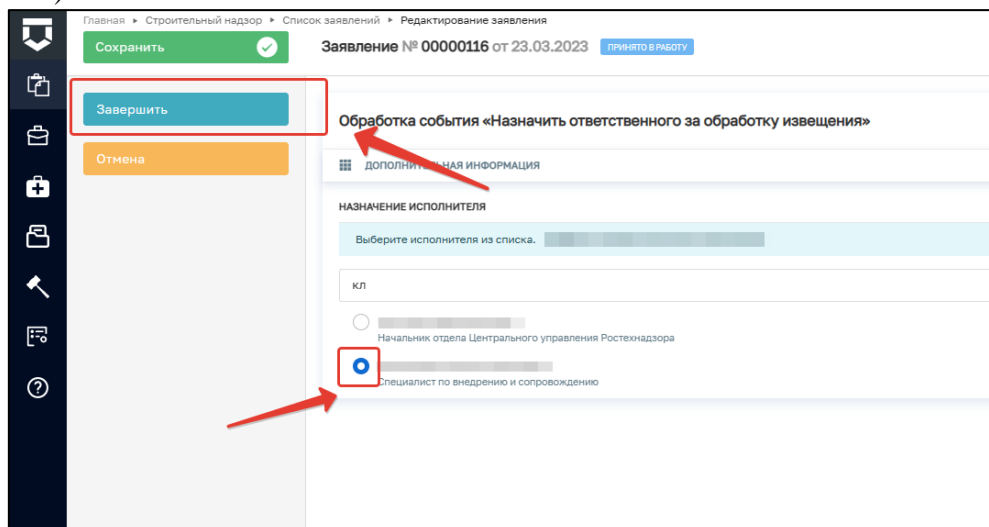 Главная ▸ Строительный надзор ▸ Список заявлений ▸ Редактирование заявления
Сохранить
Заявление № 00000116 от 23.03.2023 ПРИНЯТО В РАБОТУ
Завершить
Обработка события «Назначить ответственного за обработку извещения»
Отмена
ДОПОЛНИТЕЛЬНАЯ ИНФОРМАЦИЯ
НАЗНАЧЕНИЕ ИСПОЛНИТЕЛЯ
Выберите исполнителя из списка.
кл
Начальник отдела Центрального управления Ростехнадзора
Специалист по внедрению и сопровождению